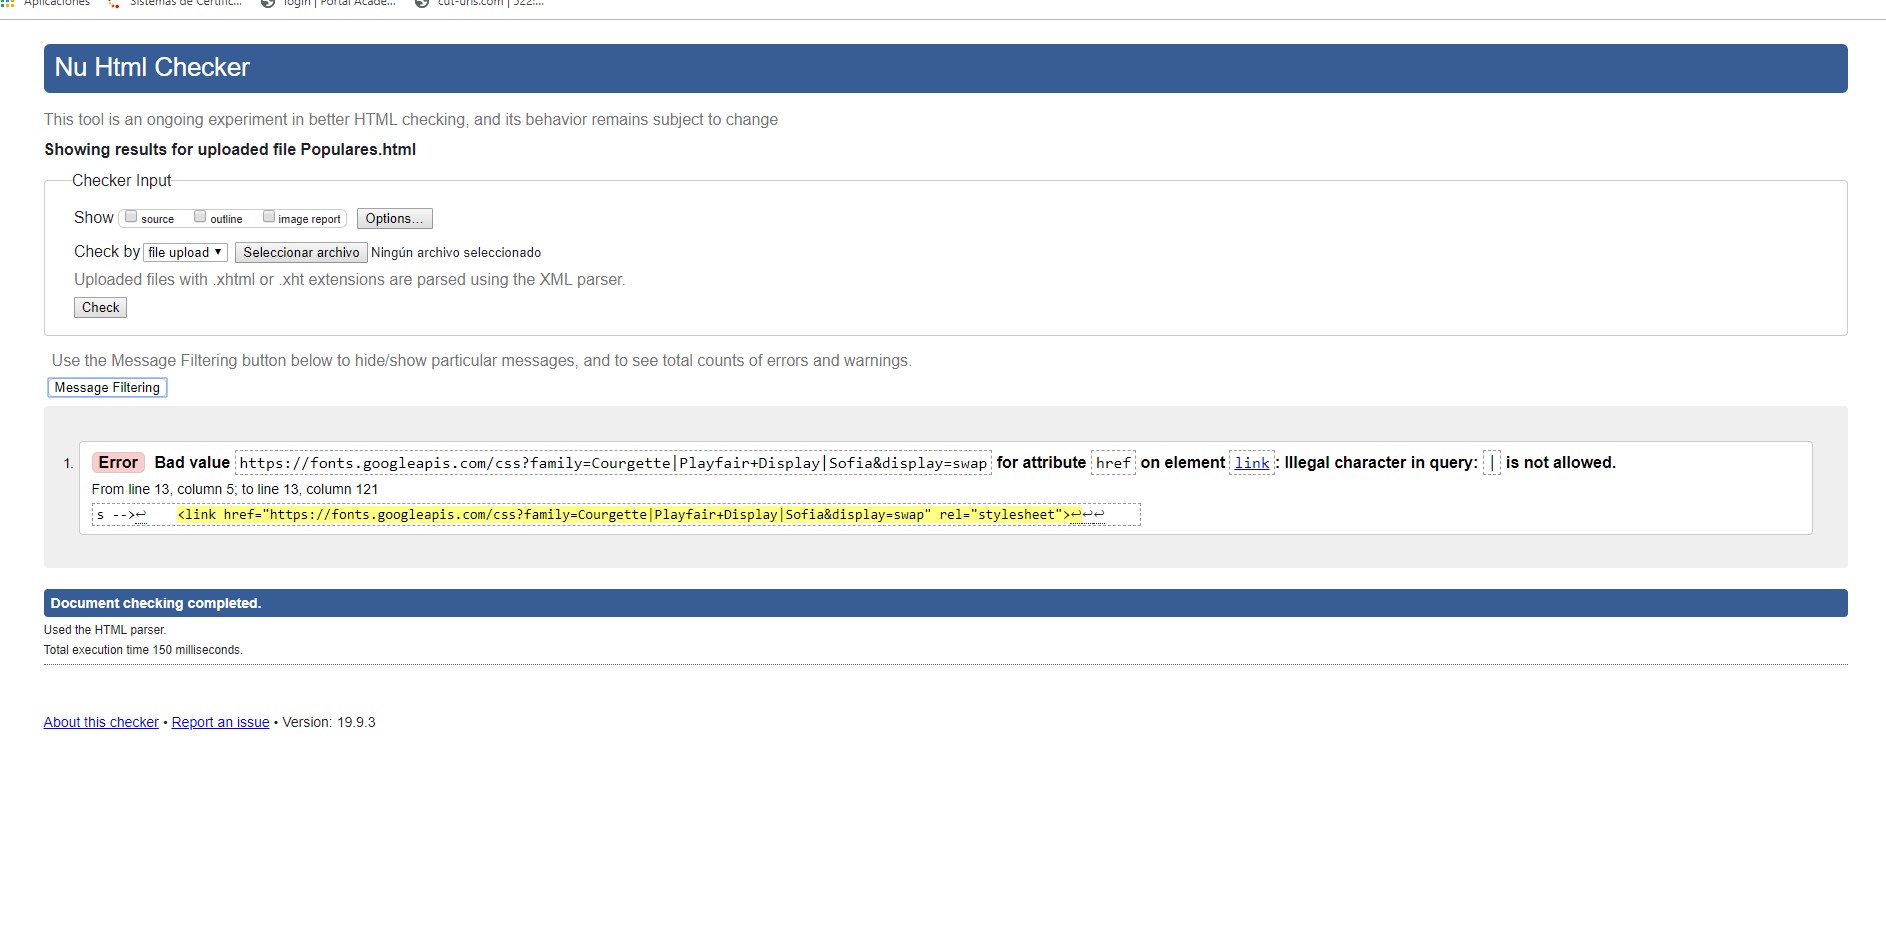 Aplicaciones Sistemas de Certific... login | Portal Acade... cut-urls.com | 522:...
Nu Html Checker
This tool is an ongoing experiment in better HTML checking, and its behavior remains subject to change
Showing results for uploaded file Populares.html
Checker Input
Show source outline image report Options...
Check by file upload ▼ Seleccionar archivo Ningún archivo seleccionado
Uploaded files with .xhtml or .xht extensions are parsed using the XML parser.
Check
Use the Message Filtering button below to hide/show particular messages, and to see total counts of errors and warnings.
Message Filtering
1. Error Bad value https://fonts.googleapis.com/css?family=Courgette|Playfair+Display|Sofia&display=swap for attribute href on element link: Illegal character in query: | is not allowed.
From line 13, column 5; to line 13, column 121
s -->↩ <link href="https://fonts.googleapis.com/css?family=Courgette|Playfair+Display|Sofia&display=swap" rel="stylesheet">↩↩↩
Document checking completed.
Used the HTML parser.
Total execution time 150 milliseconds.
About this checker • Report an issue • Version: 19.9.3